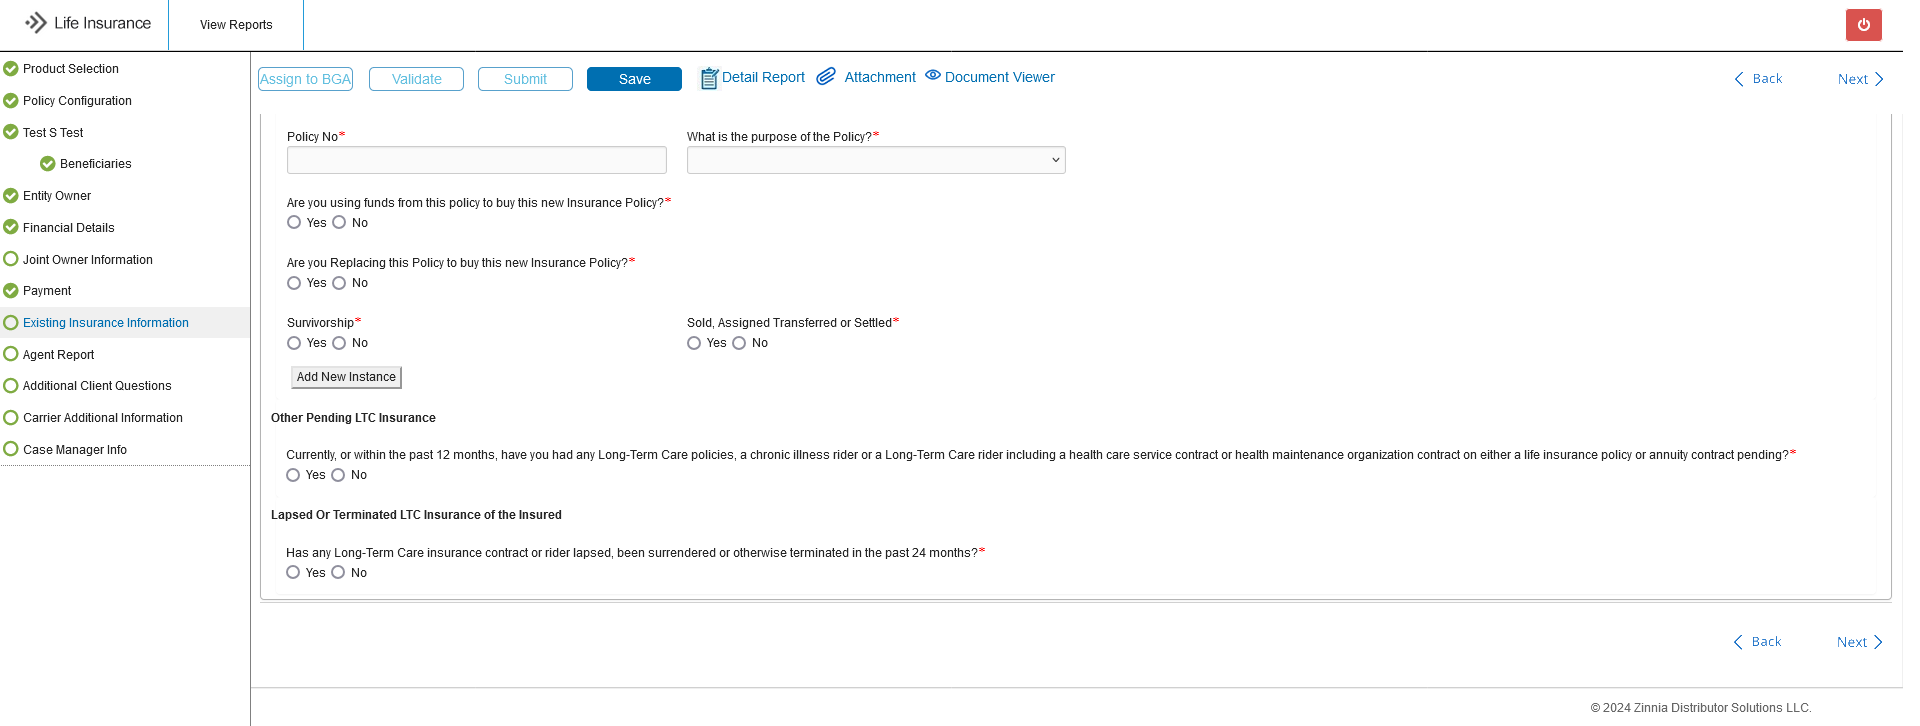 Life Insurance
View Reports
Product Selection
Policy Configuration
Test S Test
Beneficiaries
Entity Owner
Financial Details
Joint Owner Information
Payment
Existing Insurance Information
Agent Report
Additional Client Questions
Carrier Additional Information
Case Manager Info
Assign to BGA Validate Submit Save Detail Report Attachment Document Viewer Back Next
Policy No* What is the purpose of the Policy?*
Are you using funds from this policy to buy this new Insurance Policy?*
Yes No
Are you Replacing this Policy to buy this new Insurance Policy?*
Yes No
Survivorship* Sold, Assigned Transferred or Settled*
Yes No Yes No
Add New Instance
Other Pending LTC Insurance
Currently, or within the past 12 months, have you had any Long-Term Care policies, a chronic illness rider or a Long-Term Care rider including a health care service contract or health maintenance organization contract on either a life insurance policy or annuity contract pending?*
Yes No
Lapsed Or Terminated LTC Insurance of the Insured
Has any Long-Term Care insurance contract or rider lapsed, been surrendered or otherwise terminated in the past 24 months?*
Yes No
Back Next
© 2024 Zinnia Distributor Solutions LLC.